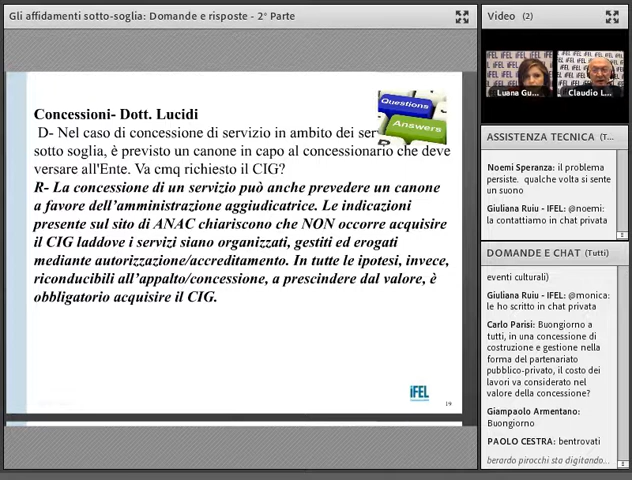 Gli affidamenti sotto-soglia: Domande e risposte - 2° Parte
Concessioni- Dott. Lucidi
D- Nel caso di concessione di servizio in ambito dei ser
sotto soglia, è previsto un canone in capo al concessionario che deve
versare all'Ente. Va cmq richiesto il CIG?
R- La concessione di un servizio può anche prevedere un canone
a favore dell'amministrazione aggiudicatrice. Le indicazioni
presente sul sito di ANAC chiariscono che NON occorre acquisire
il CIG laddove i servizi siano organizzati, gestiti ed erogati
mediante autorizzazione/accreditamento. In tutte le ipotesi, invece,
riconducibili all'appalto/concessione, a prescindere dal valore, è
obbligatorio acquisire il CIG.
Questions
Answers
iFEL
19
Video (2)
Luana Gu...
Claudio L...
ASSISTENZA TECNICA (T...
Noemi Speranza: il problema
persiste. qualche volta si sente
un suono
Giuliana Ruiu - IFEL: @noemi:
la contattiamo in chat privata
DOMANDE E CHAT (Tutti)
eventi culturali)
Giuliana Ruiu - IFEL: @monica:
le ho scritto in chat privata
Carlo Parisi: Buongiorno a
tutti, in una concessione di
costruzione e gestione nella
forma del partenariato
pubblico-privato, il costo dei
lavori va considerato nel
valore della concessione?
Giampaolo Armentano:
Buongiorno
PAOLO CESTRA: bentrovati
berardo pirocchi sta digitando...